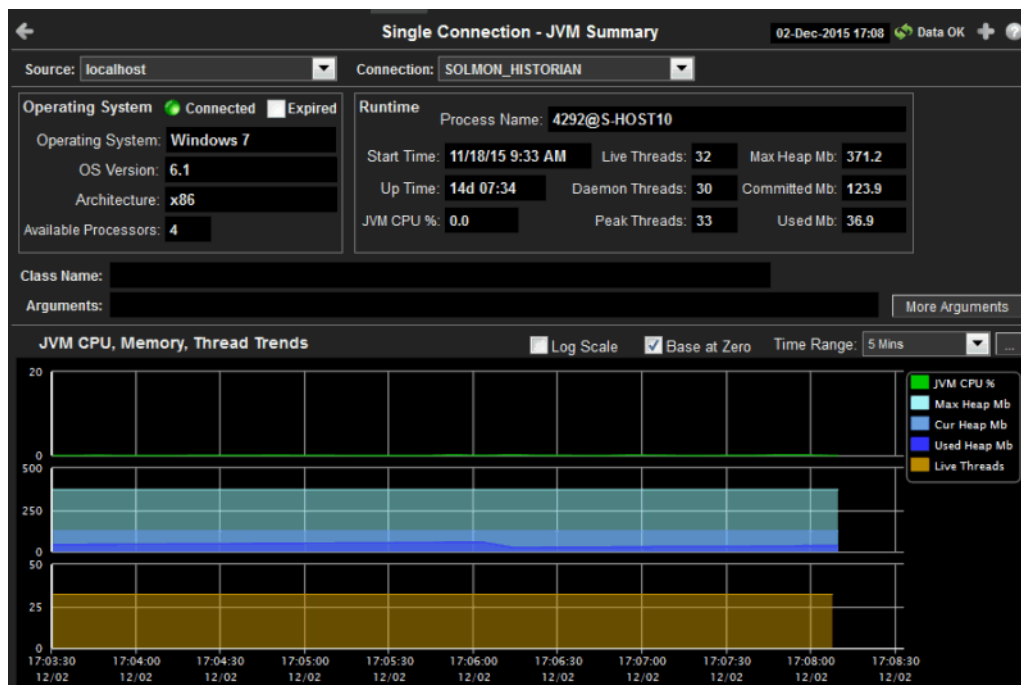 Single Connection - JVM Summary 02-Dec-2015 17:08 Data OK
Source: localhost Connection: SOLMON_HISTORIAN
Operating System Connected Expired
Operating System: Windows 7
OS Version: 6.1
Architecture: x86
Available Processors: 4
Runtime
Process Name: 4292@S-HOST10
Start Time: 11/18/15 9:33 AM Live Threads: 32 Max Heap Mb: 371.2
Up Time: 14d 07:34 Daemon Threads: 30 Committed Mb: 123.9
JVM CPU %: 0.0 Peak Threads: 33 Used Mb: 36.9
Class Name:
Arguments: More Arguments
JVM CPU, Memory, Thread Trends Log Scale Base at Zero Time Range: 5 Mins ...
20
0
500
250
0
50
25
0
JVM CPU %
Max Heap Mb
Cur Heap Mb
Used Heap Mb
Live Threads
17:03:30 17:04:00 17:04:30 17:05:00 17:05:30 17:06:00 17:06:30 17:07:00 17:07:30 17:08:00 17:08:30
12/02 12/02 12/02 12/02 12/02 12/02 12/02 12/02 12/02 12/02 12/02